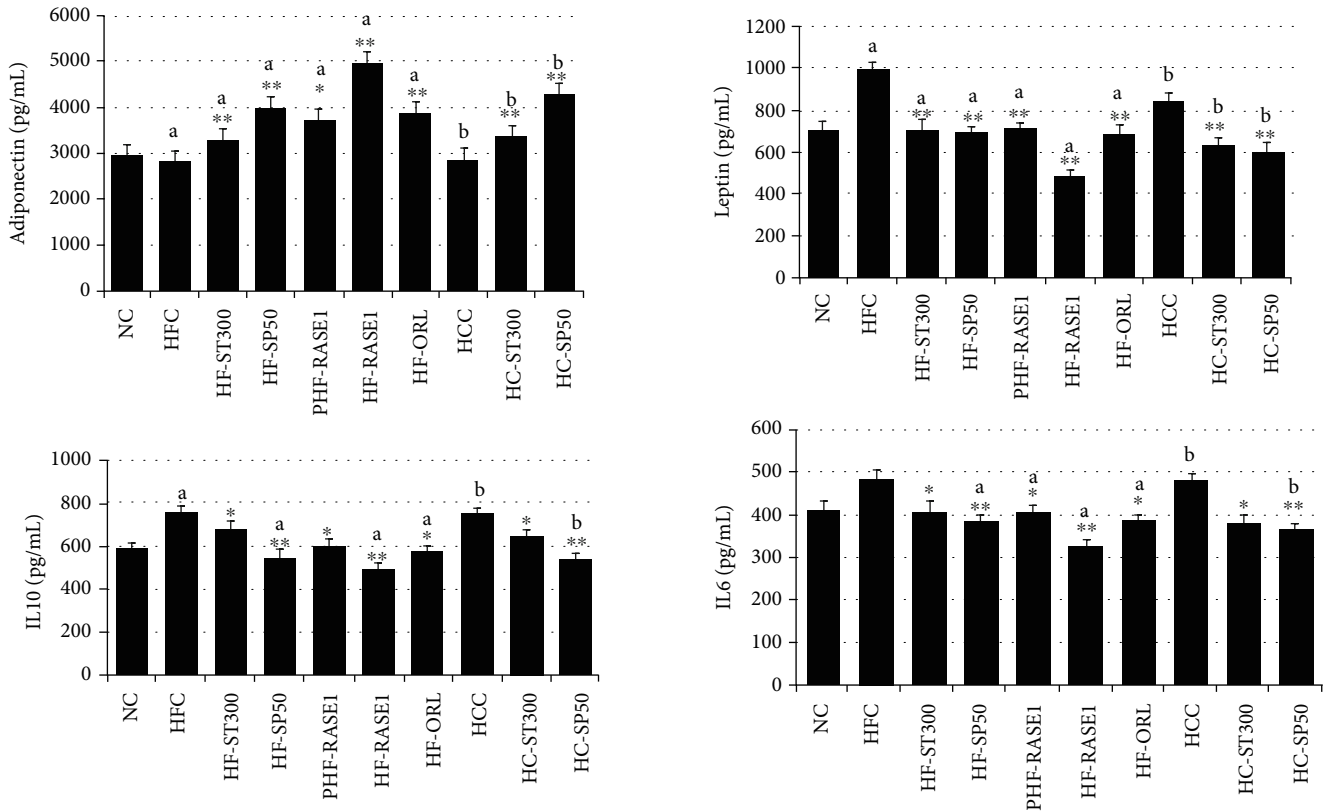 Adiponectin (pg/mL)
6000
5000
4000
3000
2000
1000
0
a
a
**
a
**
a
*
a
**
a
**
b
b
**
b
**
NC
HFC
HF-ST300
HF-SP50
PHF-RASE1
HF-RASE1
HF-ORL
HCC
HC-ST300
HC-SP50
Leptin (pg/mL)
1200
1000
800
600
400
200
0
a
a
**
a
**
a
**
a
**
a
**
b
b
**
b
**
NC
HFC
HF-ST300
HF-SP50
PHF-RASE1
HF-RASE1
HF-ORL
HCC
HC-ST300
HC-SP50
IL10 (pg/mL)
1000
800
600
400
200
0
a
*
a
**
*
a
**
a
*
b
*
b
**
NC
HFC
HF-ST300
HF-SP50
PHF-RASE1
HF-RASE1
HF-ORL
HCC
HC-ST300
HC-SP50
IL6 (pg/mL)
600
500
400
300
200
100
0
*
a
**
a
*
a
**
a
*
b
*
b
**
NC
HFC
HF-ST300
HF-SP50
PHF-RASE1
HF-RASE1
HF-ORL
HCC
HC-ST300
HC-SP50